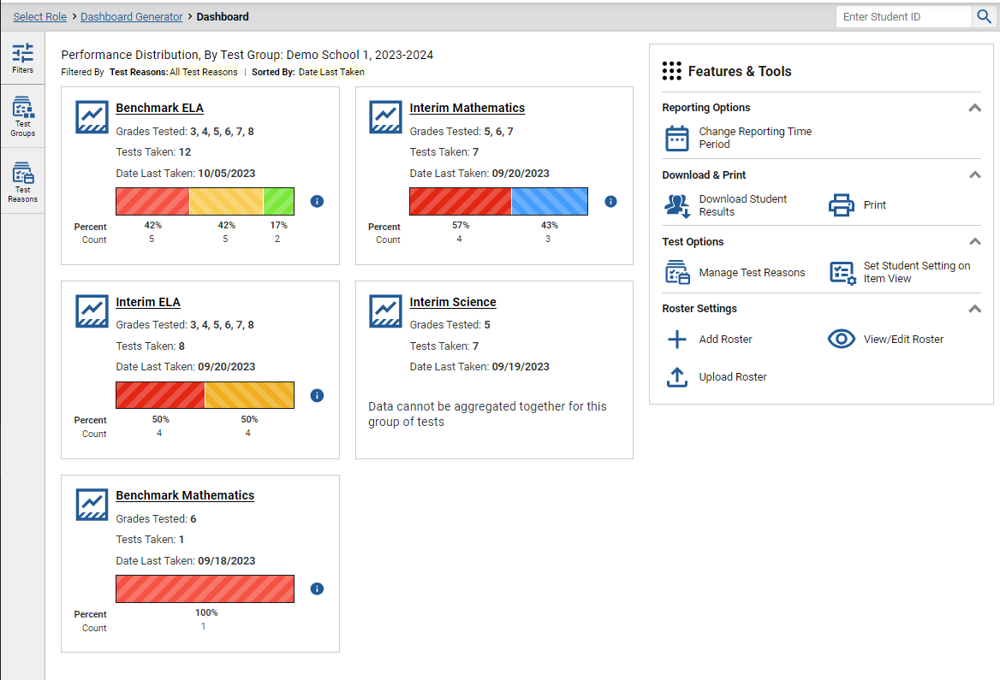 Select Role > Dashboard Generator > Dashboard
Enter Student ID
Filters
Test
Groups
Test
Reasons
Performance Distribution, By Test Group: Demo School 1, 2023-2024
Filtered By Test Reasons: All Test Reasons | Sorted By: Date Last Taken
Benchmark ELA
Grades Tested: 3, 4, 5, 6, 7, 8
Tests Taken: 12
Date Last Taken: 10/05/2023
Percent 42% 42% 17%
Count 5 5 2
Interim Mathematics
Grades Tested: 5, 6, 7
Tests Taken: 7
Date Last Taken: 09/20/2023
Percent 57% 43%
Count 4 3
Interim ELA
Grades Tested: 3, 4, 5, 6, 7, 8
Tests Taken: 8
Date Last Taken: 09/20/2023
Percent 50% 50%
Count 4 4
Interim Science
Grades Tested: 5
Tests Taken: 7
Date Last Taken: 09/19/2023
Data cannot be aggregated together for this
group of tests
Benchmark Mathematics
Grades Tested: 6
Tests Taken: 1
Date Last Taken: 09/18/2023
Percent 100%
Count 1
Features & Tools
Reporting Options
Change Reporting Time
Period
Download & Print
Download Student
Results
Print
Test Options
Manage Test Reasons
Set Student Setting on
Item View
Roster Settings
Add Roster
View/Edit Roster
Upload Roster